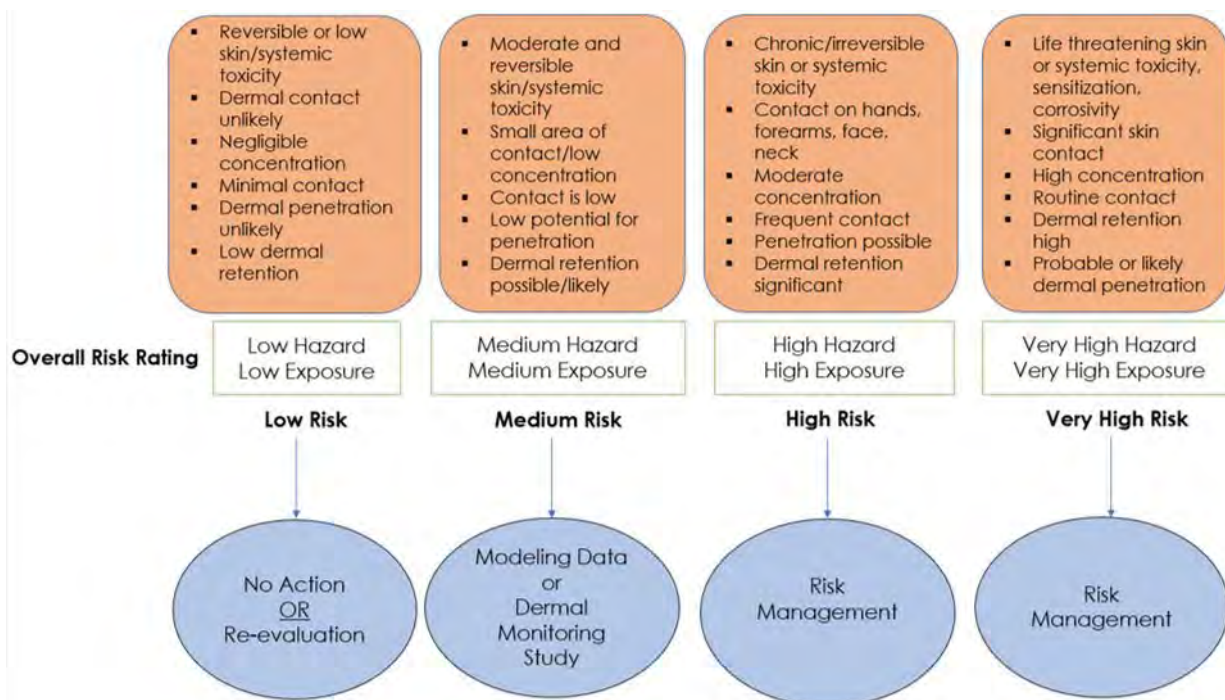 ▪ Reversible or low
skin/systemic
toxicity
▪ Dermal contact
unlikely
▪ Negligible
concentration
▪ Minimal contact
▪ Dermal penetration
unlikely
▪ Low dermal
retention
▪ Moderate and
reversible
skin/systemic
toxicity
▪ Small area of
contact/low
concentration
▪ Contact is low
▪ Low potential for
penetration
▪ Dermal retention
possible/likely
▪ Chronic/irreversible
skin or systemic
toxicity
▪ Contact on hands,
forearms, face,
neck
▪ Moderate
concentration
▪ Frequent contact
▪ Penetration possible
▪ Dermal retention
significant
▪ Life threatening skin
or systemic toxicity,
sensitization,
corrosivity
▪ Significant skin
contact
▪ High concentration
▪ Routine contact
▪ Dermal retention
high
▪ Probable or likely
dermal penetration
Overall Risk Rating
Low Hazard
Low Exposure
Medium Hazard
Medium Exposure
High Hazard
High Exposure
Very High Hazard
Very High Exposure
Low Risk
Medium Risk
High Risk
Very High Risk
No Action
OR
Re-evaluation
Modeling Data
or
Dermal
Monitoring
Study
Risk
Management
Risk
Management